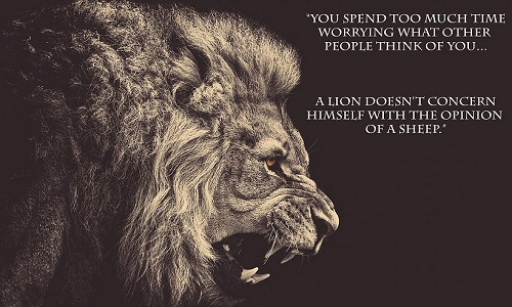 "YOU SPEND TOO MUCH TIME
WORRYING WHAT OTHER
PEOPLE THINK OF YOU...
A LION DOESN'T CONCERN
HIMSELF WITH THE OPINION
OF A SHEEP."